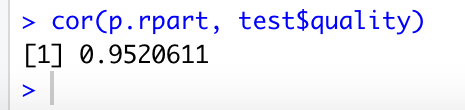 > cor(p.rpart, test$quality)
[1] 0.9520611
>